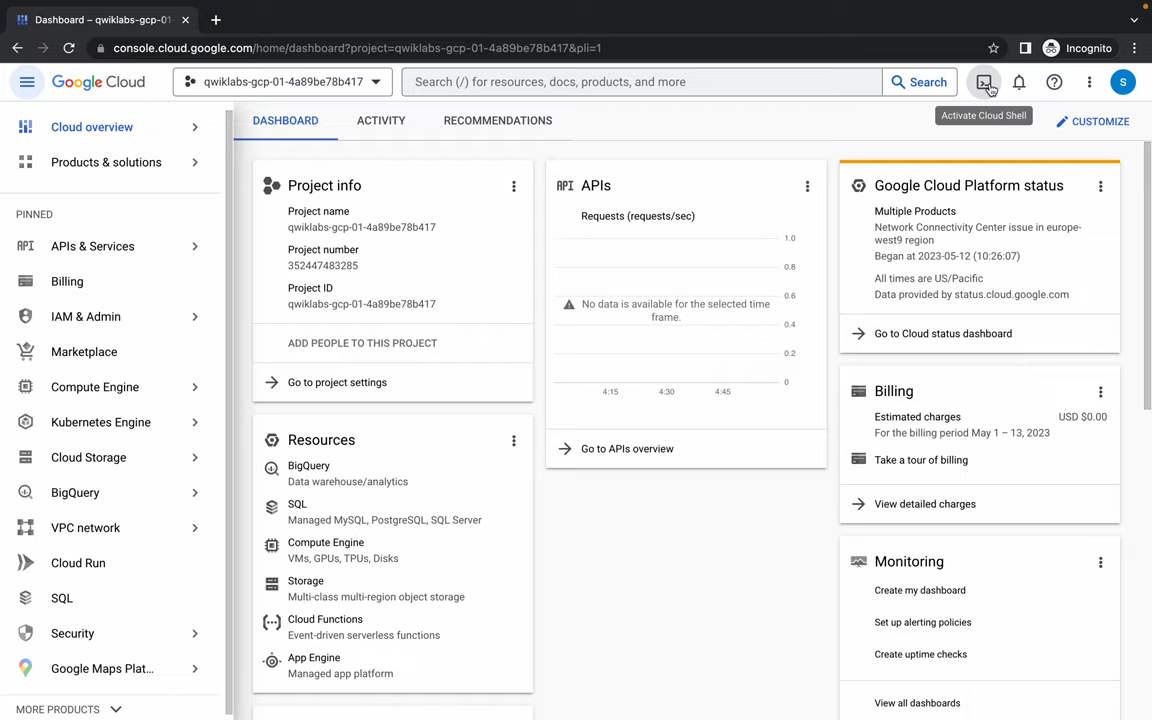 Dashboard – qwiklabs-gcp-01-
console.cloud.google.com/home/dashboard?project=qwiklabs-gcp-01-4a89be78b417&pli=1
Incognito
Google Cloud
qwiklabs-gcp-01-4a89be78b417
Search (/) for resources, docs, products, and more
Search
S
Activate Cloud Shell
DASHBOARD
ACTIVITY
RECOMMENDATIONS
CUSTOMIZE
Cloud overview
Products & solutions
PINNED
API APIs & Services
Billing
IAM & Admin
Marketplace
Compute Engine
Kubernetes Engine
Cloud Storage
BigQuery
VPC network
Cloud Run
SQL
Security
Google Maps Plat...
MORE PRODUCTS
Project info
Project name
qwiklabs-gcp-01-4a89be78b417
Project number
352447483285
Project ID
qwiklabs-gcp-01-4a89be78b417
ADD PEOPLE TO THIS PROJECT
Go to project settings
Resources
BigQuery
Data warehouse/analytics
SQL
Managed MySQL, PostgreSQL, SQL Server
Compute Engine
VMs, GPUs, TPUs, Disks
Storage
Multi-class multi-region object storage
Cloud Functions
Event-driven serverless functions
App Engine
Managed app platform
API APIs
Requests (requests/sec)
1.0
0.8
0.6
0.4
0.2
0
No data is available for the selected time
frame.
4:15
4:30
4:45
Go to APIs overview
Google Cloud Platform status
Multiple Products
Network Connectivity Center issue in europe-
west9 region
Began at 2023-05-12 (10:26:07)
All times are US/Pacific
Data provided by status.cloud.google.com
Go to Cloud status dashboard
Billing
Estimated charges USD $0.00
For the billing period May 1 – 13, 2023
Take a tour of billing
View detailed charges
Monitoring
Create my dashboard
Set up alerting policies
Create uptime checks
View all dashboards